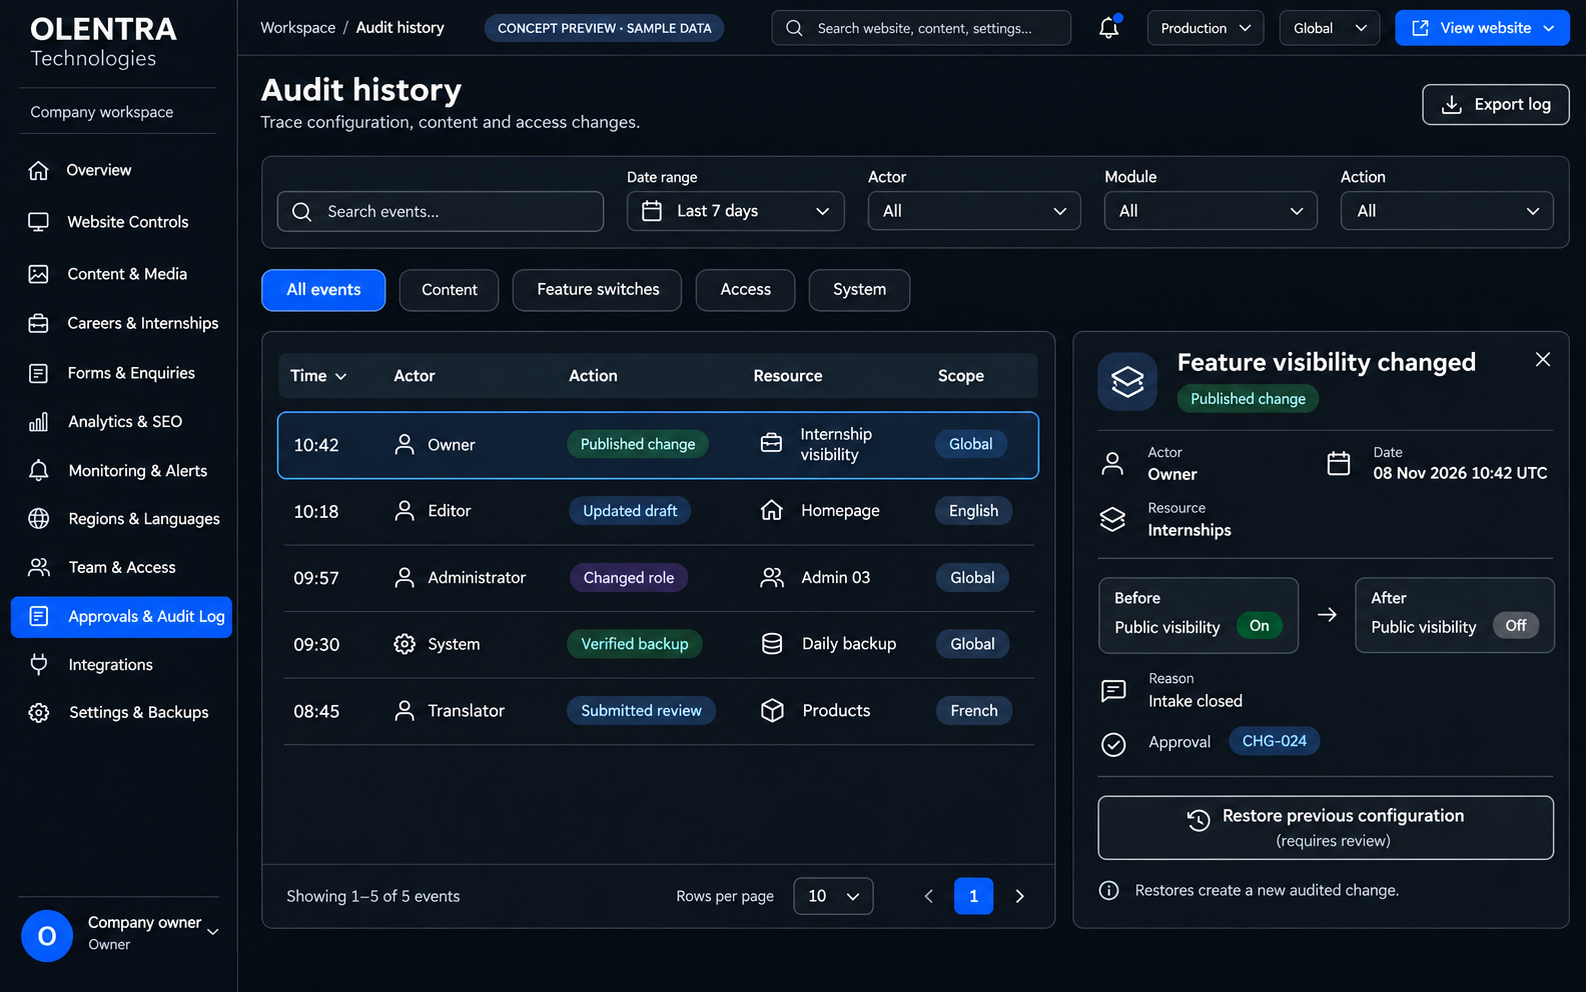 OLENTRA
Technologies
Company workspace
Overview
Website Controls
Content & Media
Careers & Internships
Forms & Enquiries
Analytics & SEO
Monitoring & Alerts
Regions & Languages
Team & Access
Approvals & Audit Log
Integrations
Settings & Backups
O
Company owner
Owner
Workspace / Audit history
CONCEPT PREVIEW · SAMPLE DATA
Search website, content, settings...
Production
Global
View website
Audit history
Trace configuration, content and access changes.
Export log
Search events...
Date range
Last 7 days
Actor
All
Module
All
Action
All
All events
Content
Feature switches
Access
System
Time Actor Action Resource Scope
10:42 Owner Published change Internship visibility Global
10:18 Editor Updated draft Homepage English
09:57 Administrator Changed role Admin 03 Global
09:30 System Verified backup Daily backup Global
08:45 Translator Submitted review Products French
Showing 1–5 of 5 events
Rows per page 10
1
Feature visibility changed
Published change
Actor
Owner
Date
08 Nov 2026 10:42 UTC
Resource
Internships
Before
Public visibility On
After
Public visibility Off
Reason
Intake closed
Approval CHG-024
Restore previous configuration
(requires review)
Restores create a new audited change.